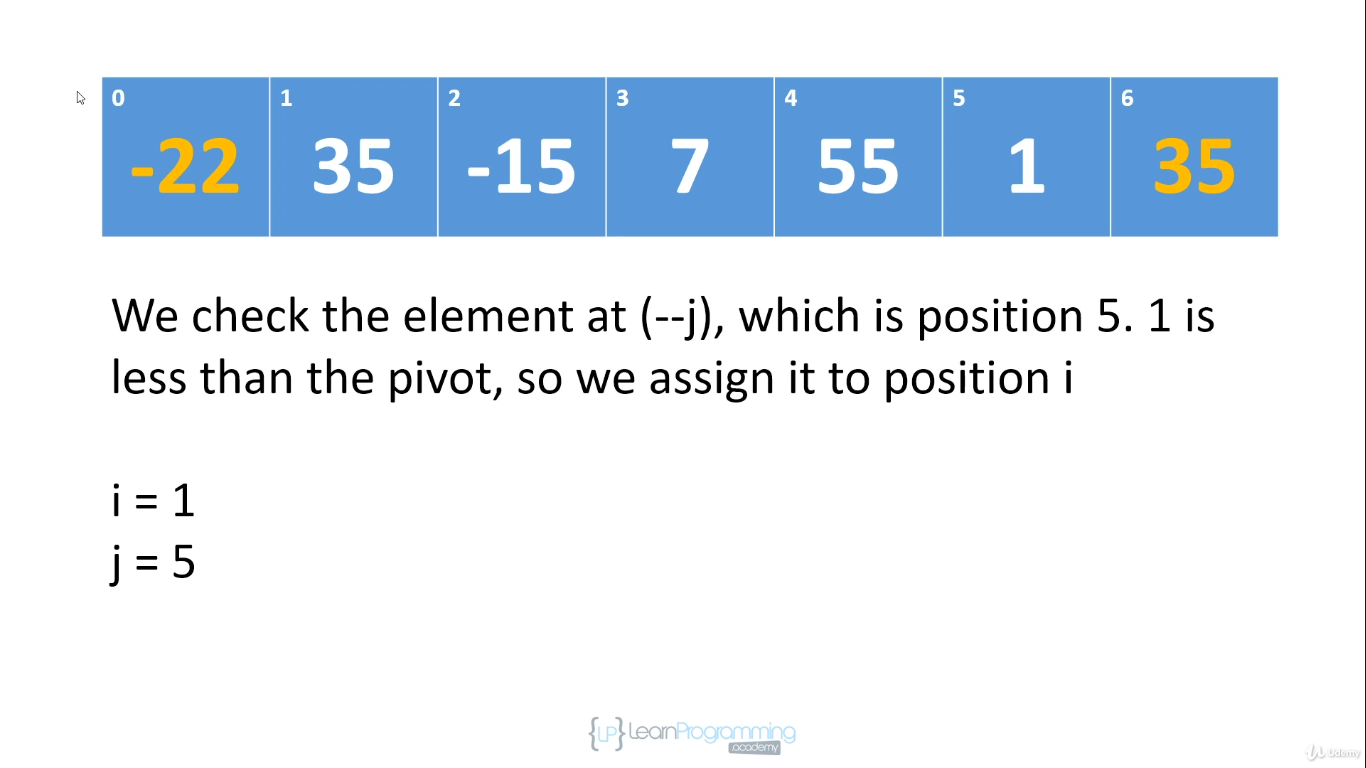 0 1 2 3 4 5 6
-22 35 -15 7 55 1 35
We check the element at (--j), which is position 5. 1 is
less than the pivot, so we assign it to position i
i = 1
j = 5
{LP} LearnProgramming
.academy
Udemy